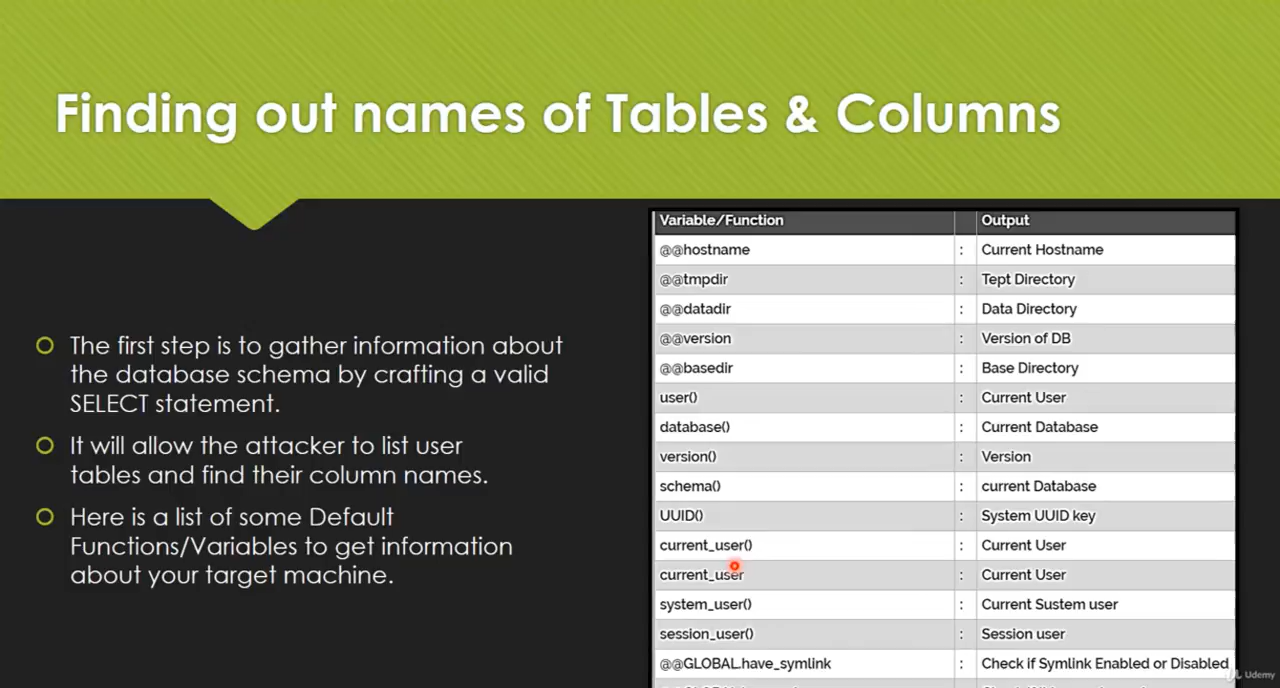 Finding out names of Tables & Columns
The first step is to gather information about
the database schema by crafting a valid
SELECT statement.
It will allow the attacker to list user
tables and find their column names.
Here is a list of some Default
Functions/Variables to get information
about your target machine.
Variable/Function Output
@@hostname : Current Hostname
@@tmpdir : Tept Directory
@@datadir : Data Directory
@@version : Version of DB
@@basedir : Base Directory
user() : Current User
database() : Current Database
version() : Version
schema() : current Database
UUID() : System UUID key
current_user() : Current User
current_user : Current User
system_user() : Current Sustem user
session_user() : Session user
@@GLOBAL.have_symlink : Check if Symlink Enabled or Disabled
Udemy